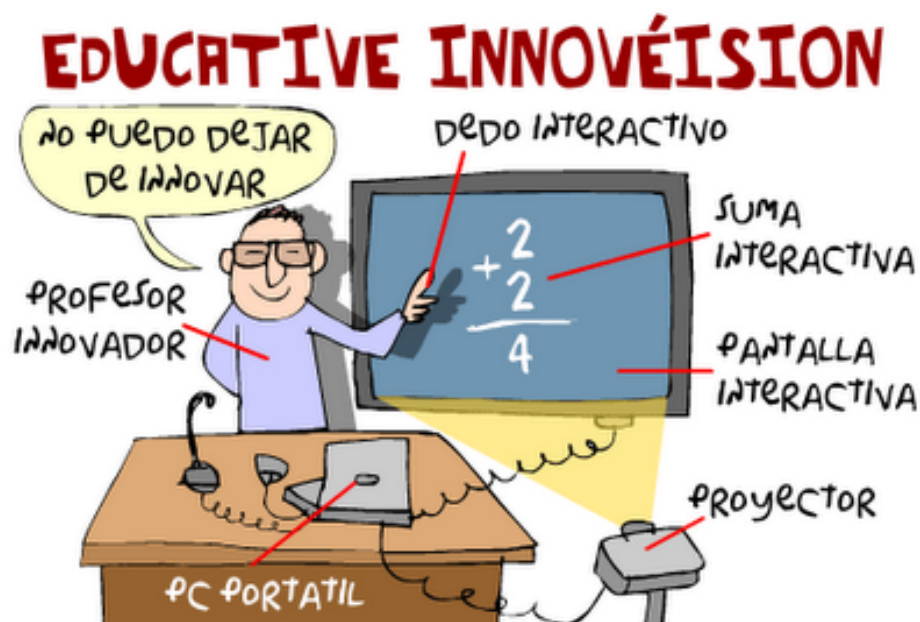 EDUCATIVE INNOVÉISION
NO PUEDO DEJAR
DE INNOVAR
DEDO INTERACTIVO
SUMA
INTERACTIVA
PROFESOR
INNOVADOR
2
+ 2
4
PANTALLA
INTERACTIVA
PROYECTOR
PC PORTATIL